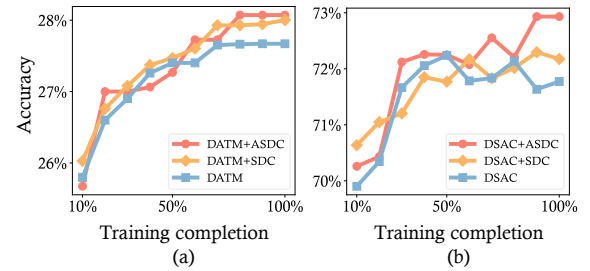 28%
27%
26%
Accuracy
DATM+ASDC
DATM+SDC
DATM
10%
50%
100%
Training completion
(a)
73%
72%
71%
70%
DSAC+ASDC
DSAC+SDC
DSAC
10%
50%
100%
Training completion
(b)